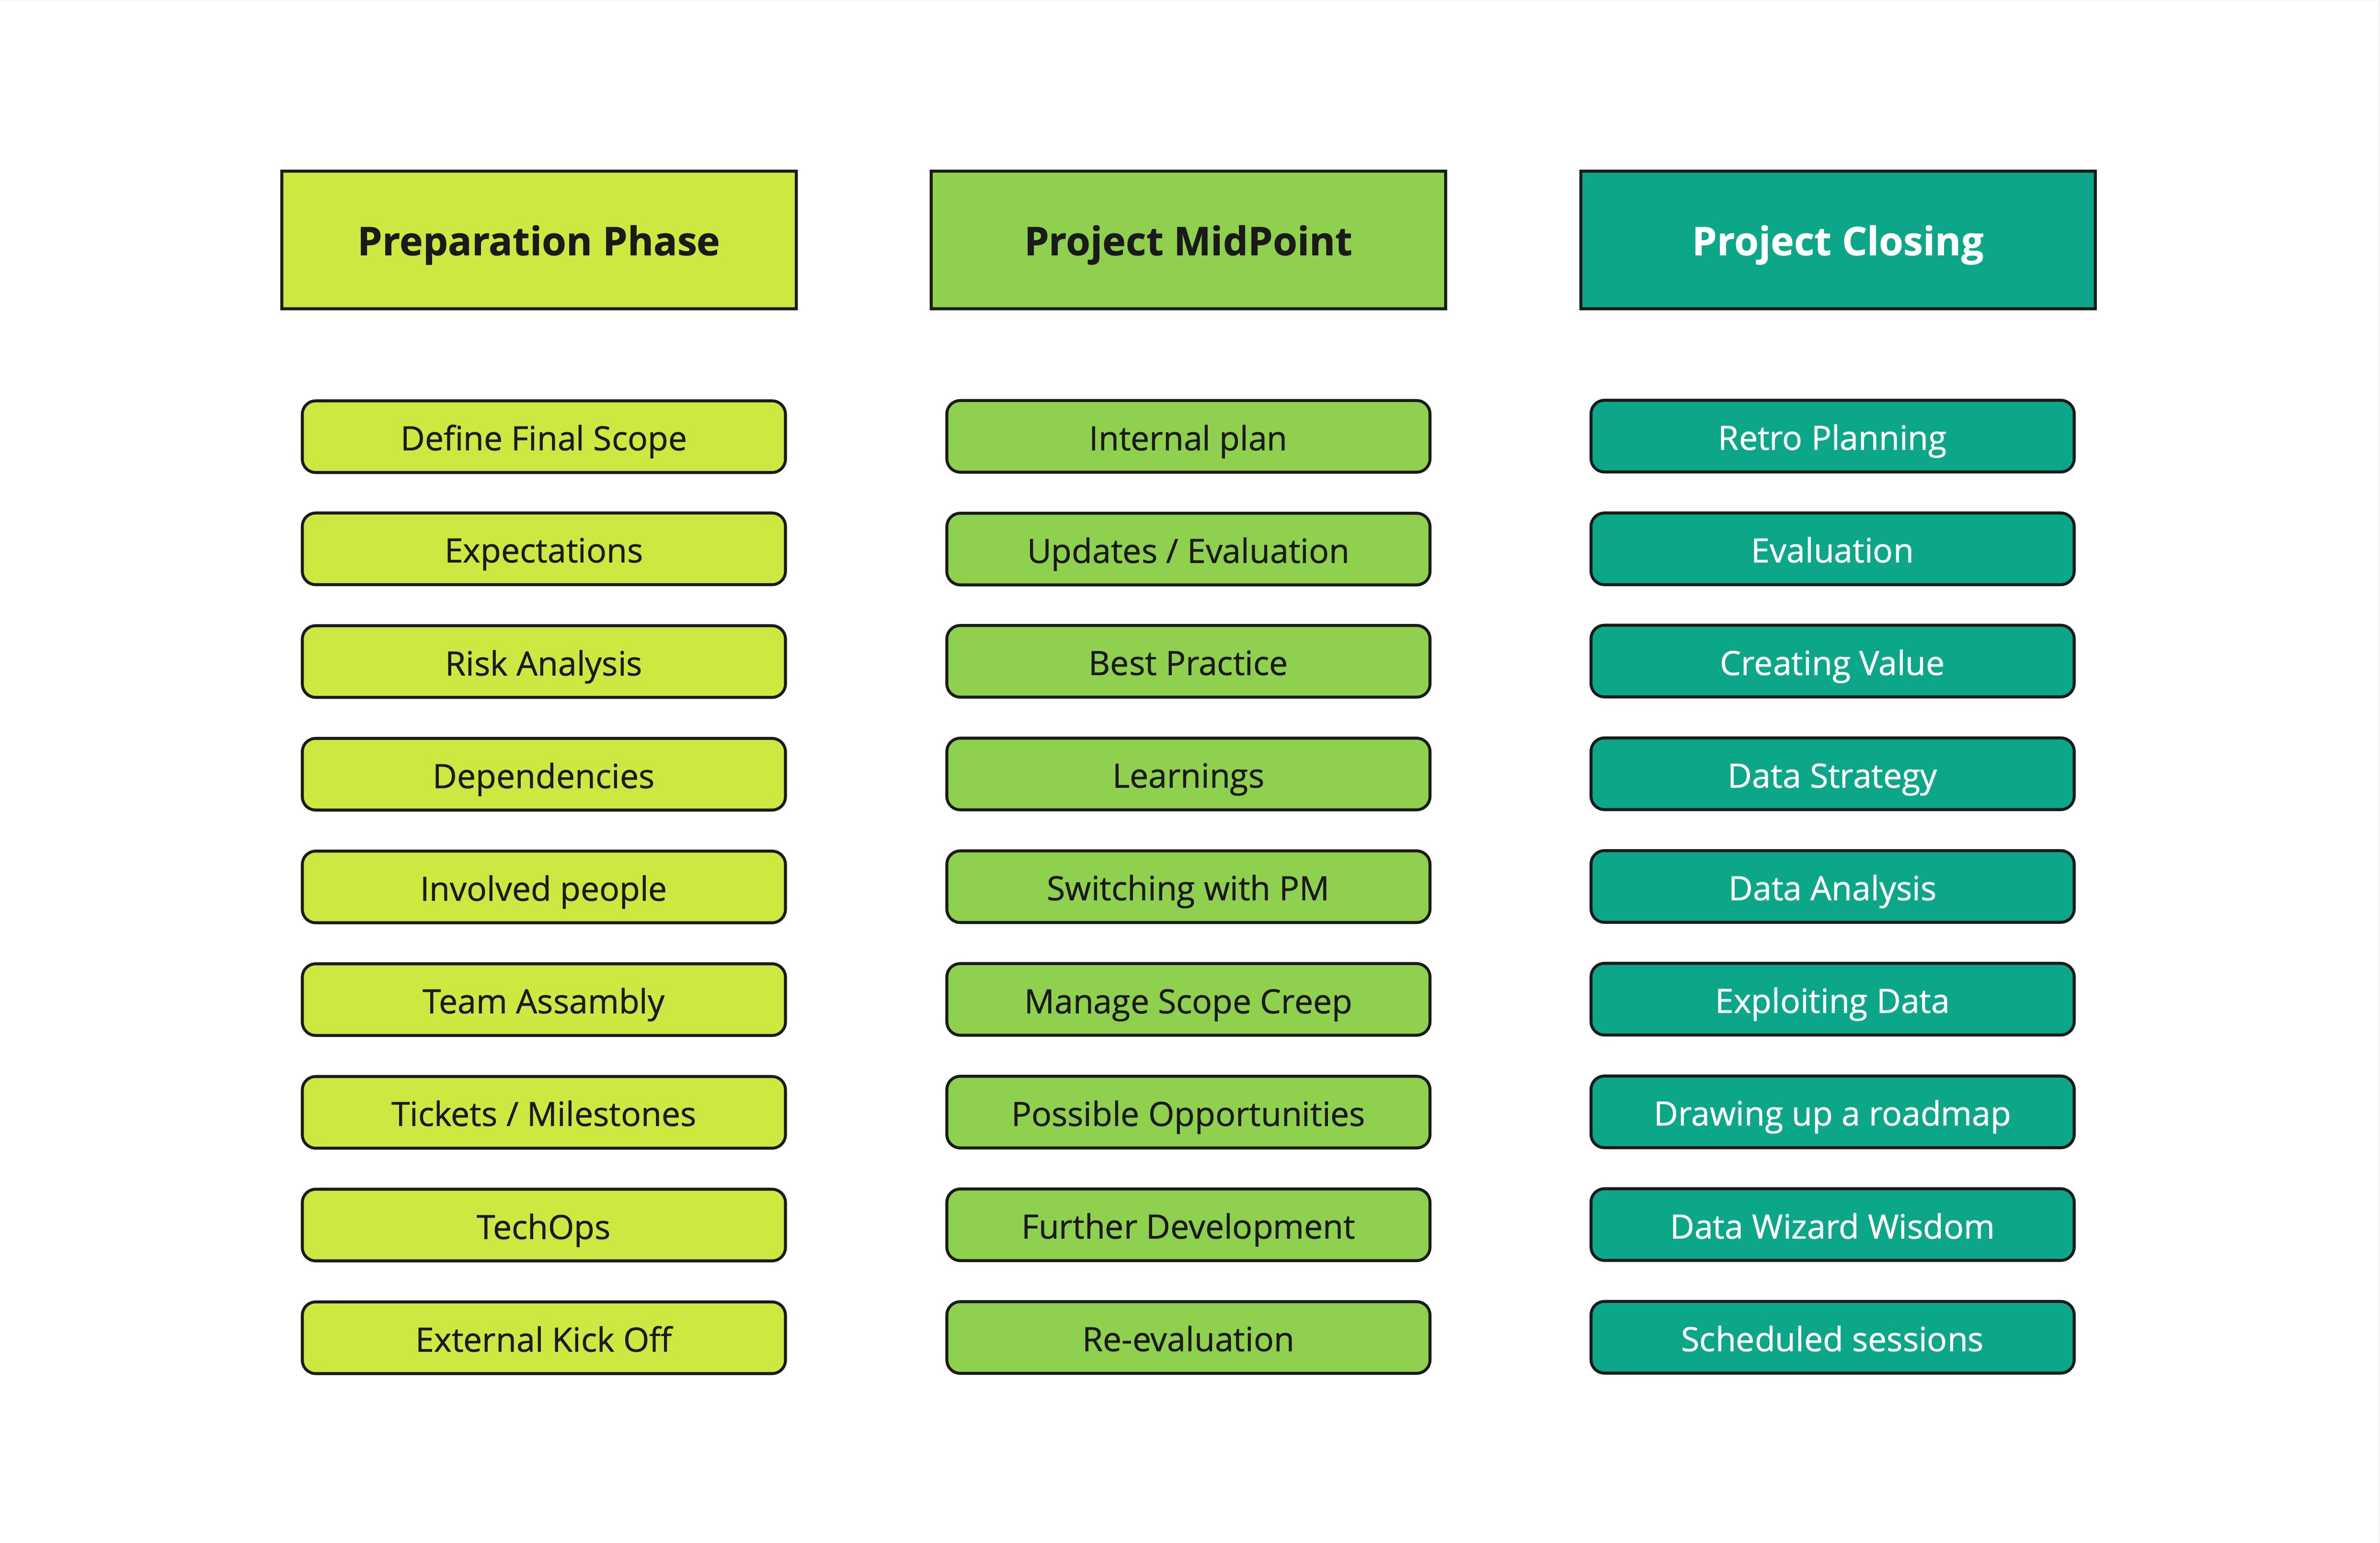 Preparation Phase
Define Final Scope
Expectations
Risk Analysis
Dependencies
Involved people
Team Assambly
Tickets / Milestones
TechOps
External Kick Off
Project MidPoint
Internal plan
Updates / Evaluation
Best Practice
Learnings
Switching with PM
Manage Scope Creep
Possible Opportunities
Further Development
Re-evaluation
Project Closing
Retro Planning
Evaluation
Creating Value
Data Strategy
Data Analysis
Exploiting Data
Drawing up a roadmap
Data Wizard Wisdom
Scheduled sessions